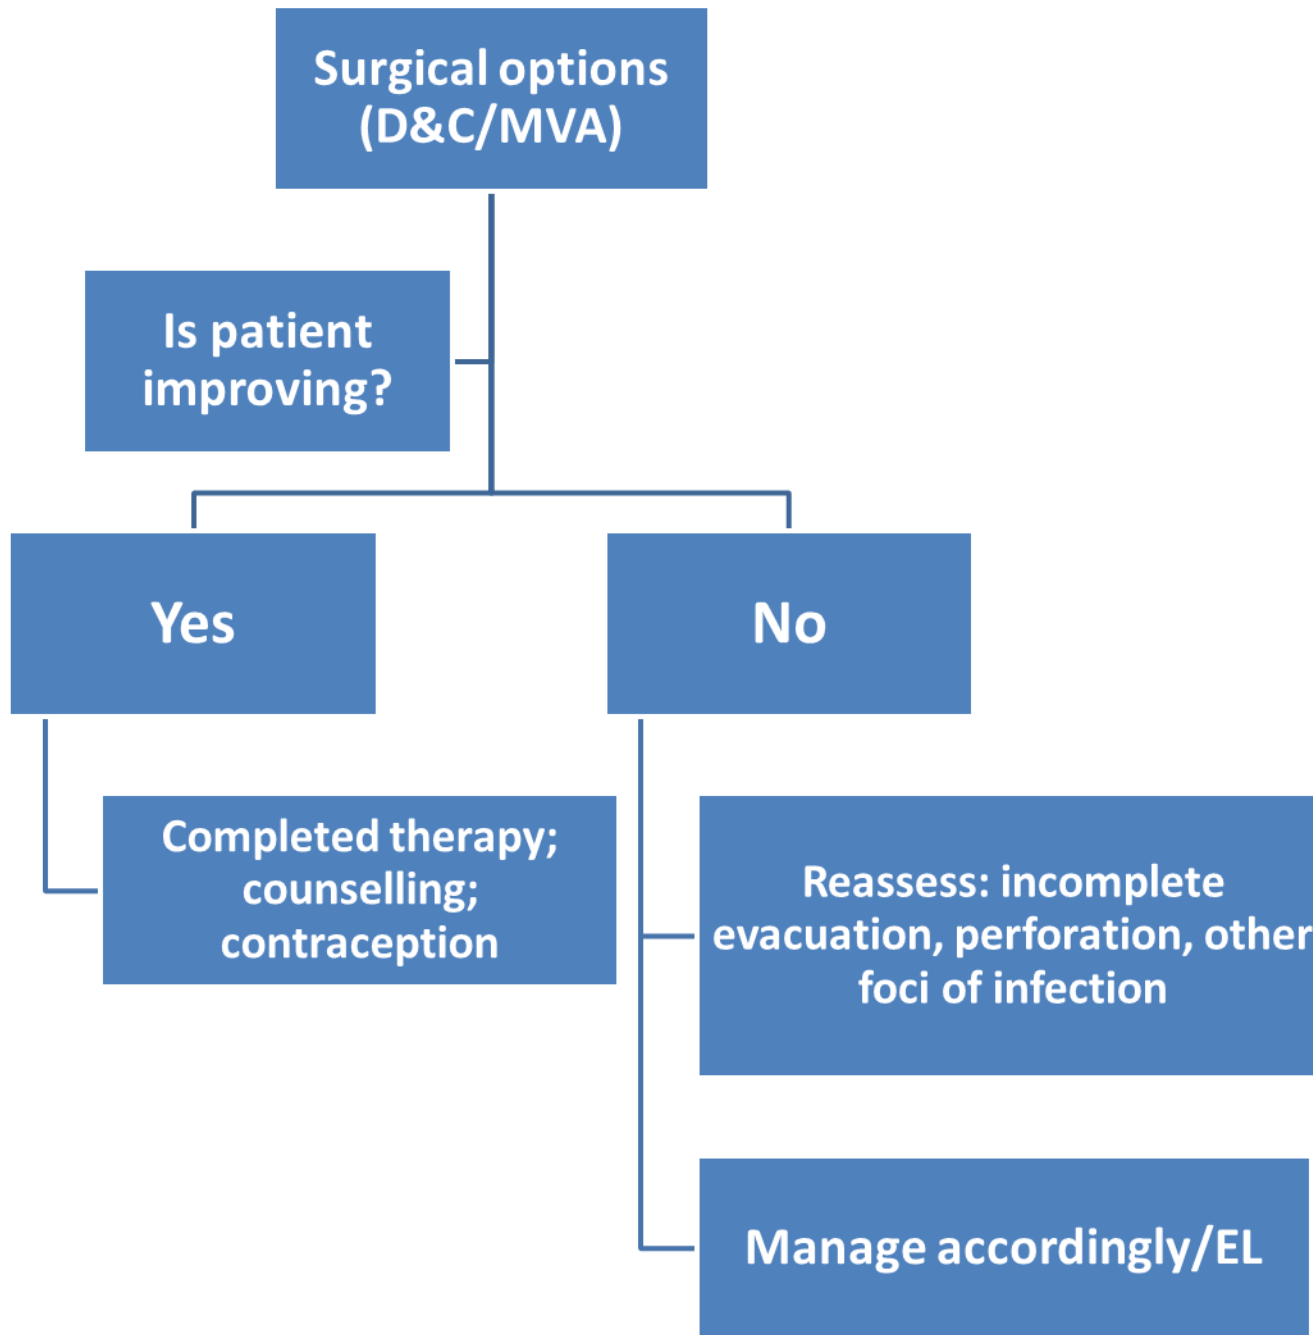 Surgical options
(D&C/MVA)
Is patient
improving?
Yes
No
Completed therapy;
counselling;
contraception
Reassess: incomplete
evacuation, perforation, other
foci of infection
Manage accordingly/EL